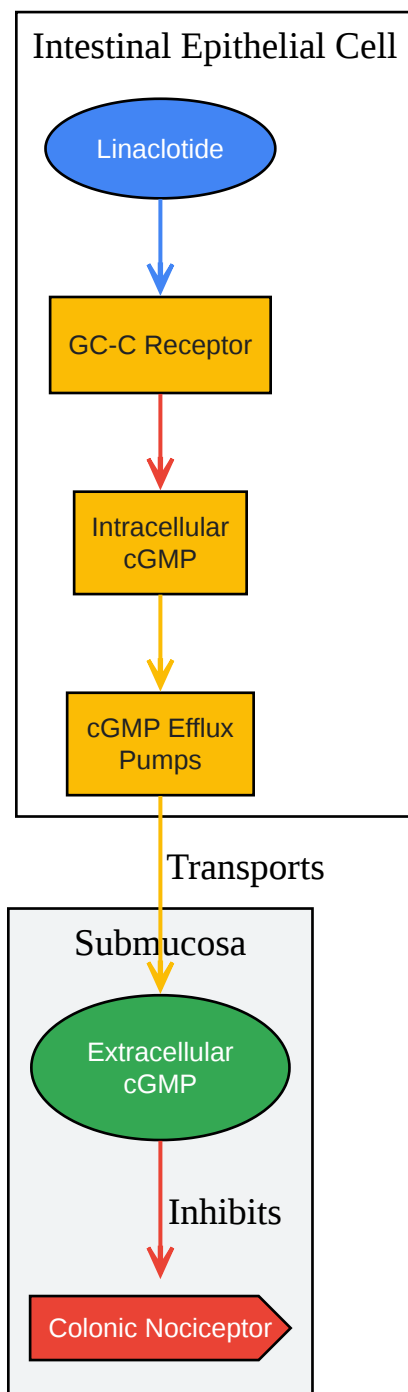 Intestinal Epithelial Cell
Linaclotide
GC-C Receptor
Intracellular
cGMP
cGMP Efflux
Pumps
Transports
Submucosa
Extracellular
cGMP
Inhibits
Colonic Nociceptor